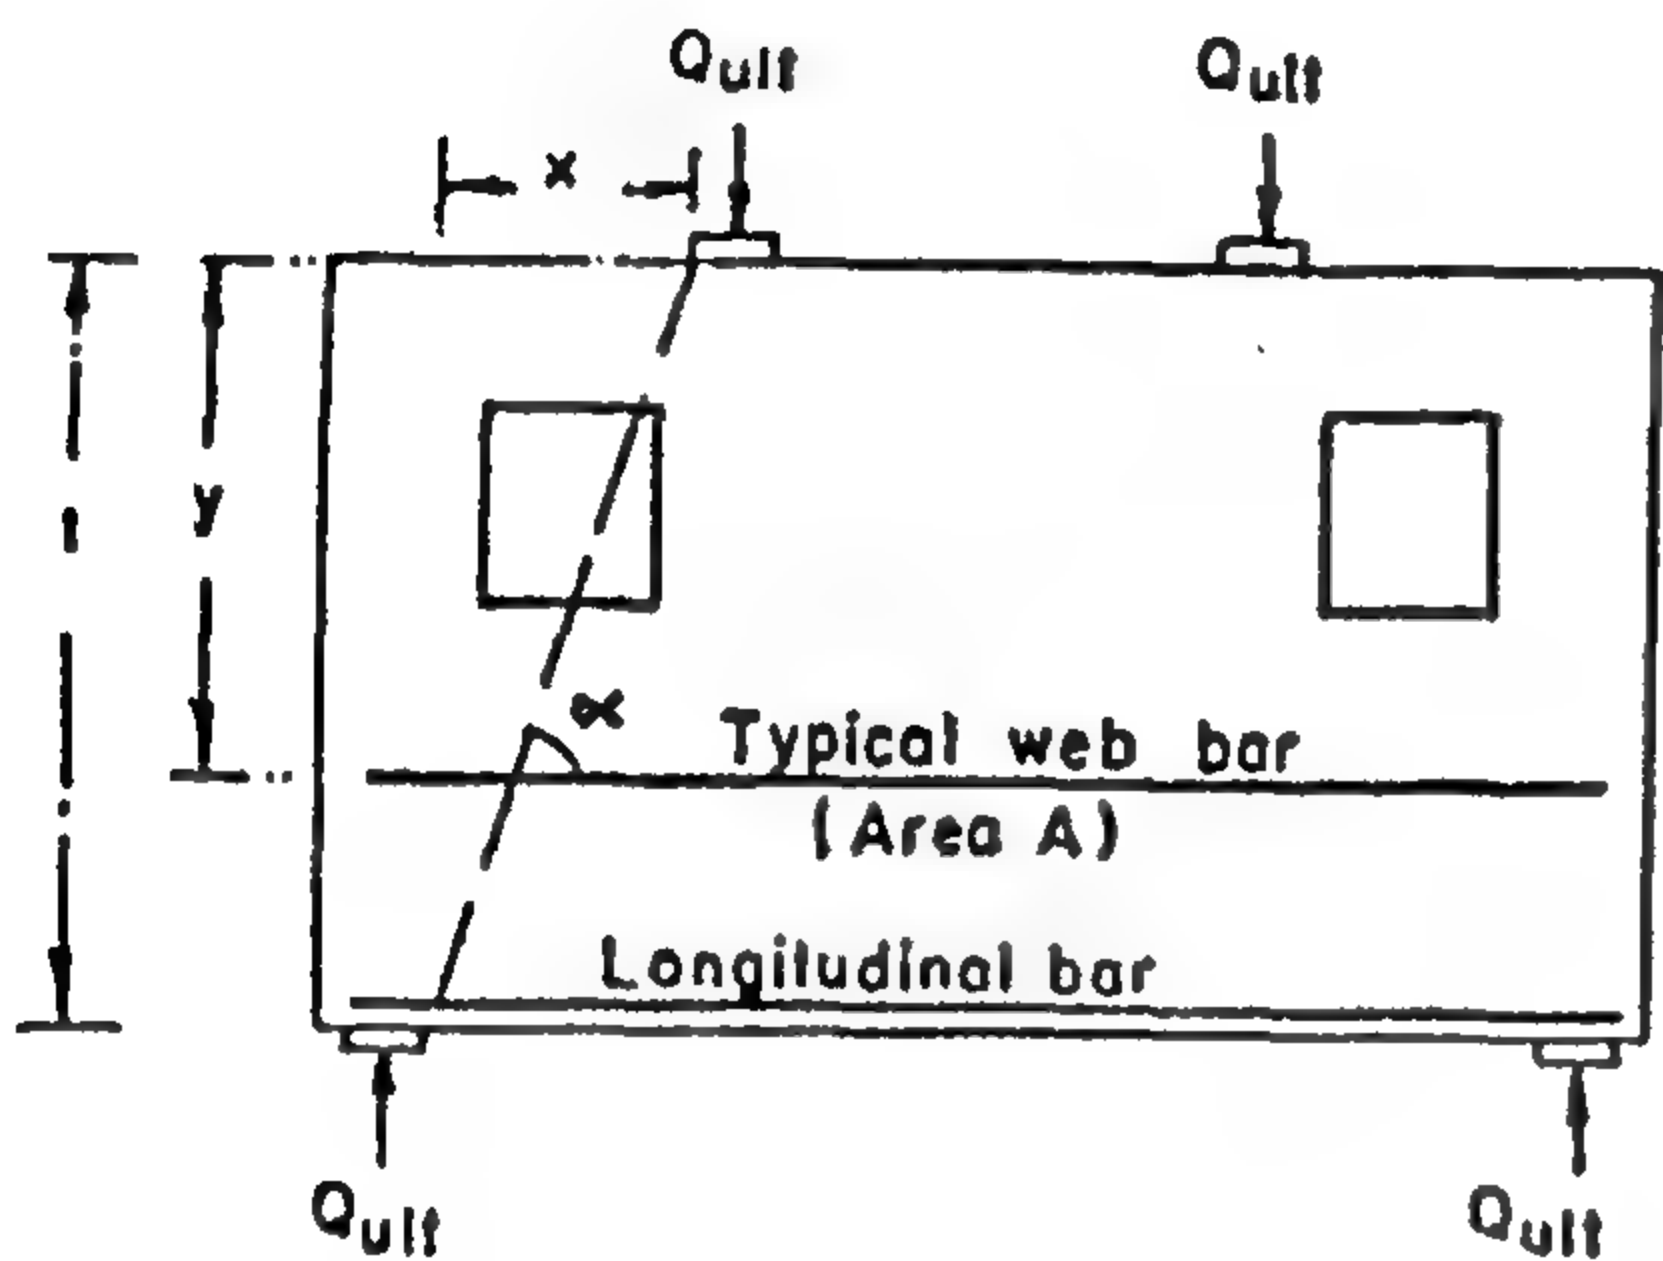 Qult Qult
x
y
α
Typical web bar
(Area A)
Longitudinal bar
Qult Qult